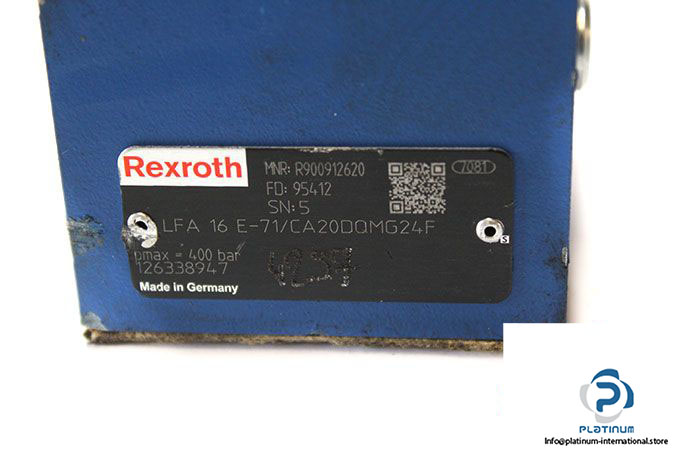 Rexroth
MNR: R900912620
7081
FD: 95412
SN: 5
LFA 16 E-71/CA20DQMG24F
pmax = 400 bar
126338947
Made in Germany
S
PLATINUM
Info@platinum-international.store